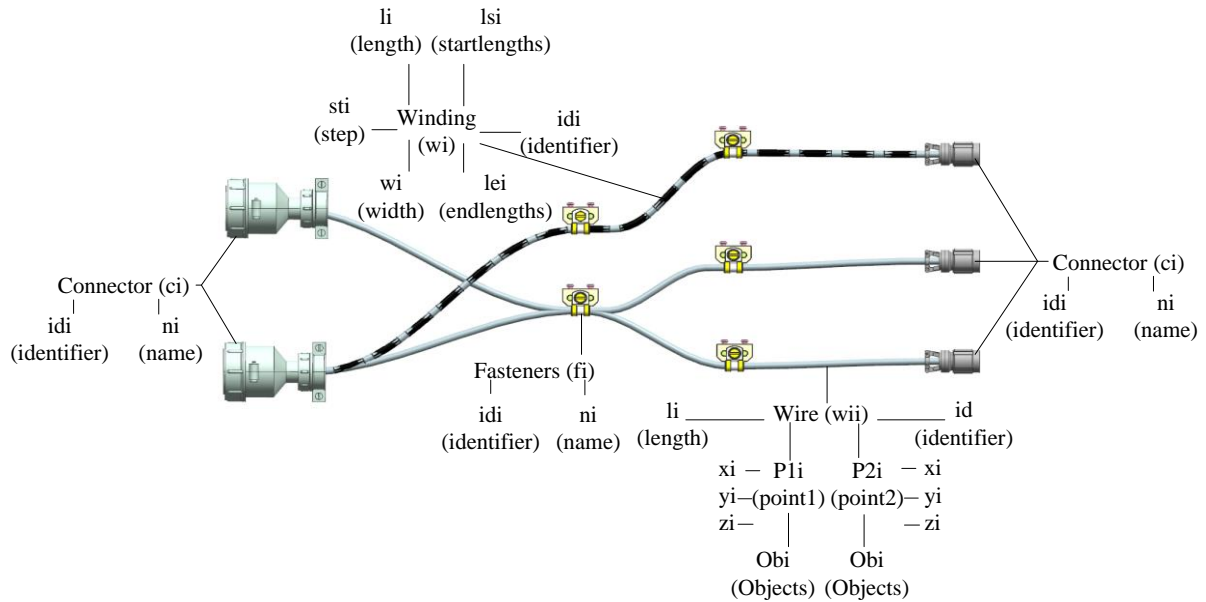 li lsi
(length) (startlengths)
sti
(step)
Winding
(wi)
idi
(identifier)
wi
(width)
lei
(endlengths)
Connector (ci)
idi
(identifier)
ni
(name)
Connector (ci)
idi
(identifier)
ni
(name)
Fasteners (fi)
idi
(identifier)
ni
(name)
li
(length)
Wire (wii)
id
(identifier)
xi P1i P2i xi
yi (point1) (point2) yi
zi zi
Obi Obi
(Objects) (Objects)